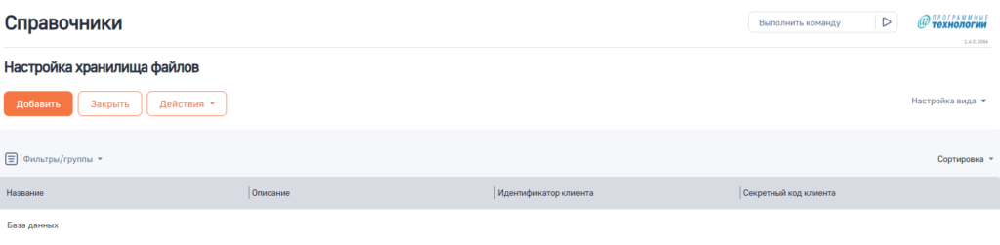 Справочники
Выполнить команду
ПРОГРАММНЫЕ
ТЕХНОЛОГИИ
1.4.0.2094
Настройка хранилища файлов
Добавить Закрыть Действия
Настройка вида
Фильтры/группы
Сортировка
Название Описание Идентификатор клиента Секретный код клиента
База данных